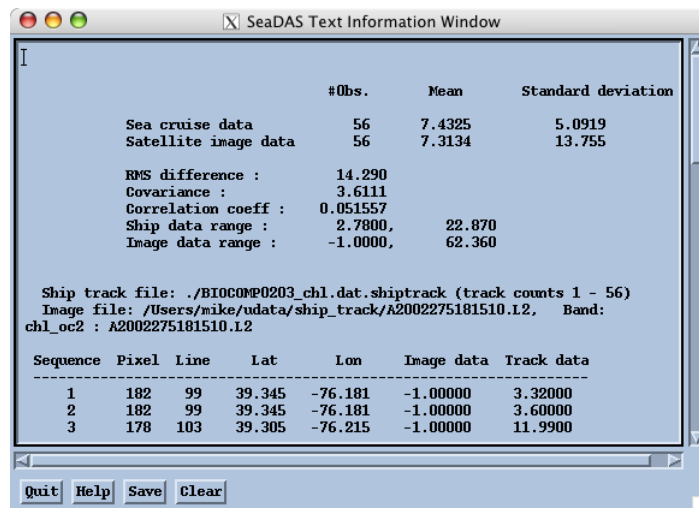 SeaDAS Text Information Window
#Obs. Mean Standard deviation
Sea cruise data 56 7.4325 5.0919
Satellite image data 56 7.3134 13.755
RMS difference : 14.290
Covariance : 3.6111
Correlation coeff : 0.051557
Ship data range : 2.7800, 22.870
Image data range : -1.0000, 62.360
Ship track file: ./BIOCOMP0203_chl.dat.shiptrack (track counts 1 - 56)
Image file: /Users/mike/udata/ship_track/A2002275181510.L2, Band:
chl_oc2 : A2002275181510.L2
Sequence Pixel Line Lat Lon Image data Track data
------------------------------------------------------------------
1 182 99 39.345 -76.181 -1.00000 3.32000
2 182 99 39.345 -76.181 -1.00000 3.60000
3 178 103 39.305 -76.215 -1.00000 11.9900
Quit Help Save Clear